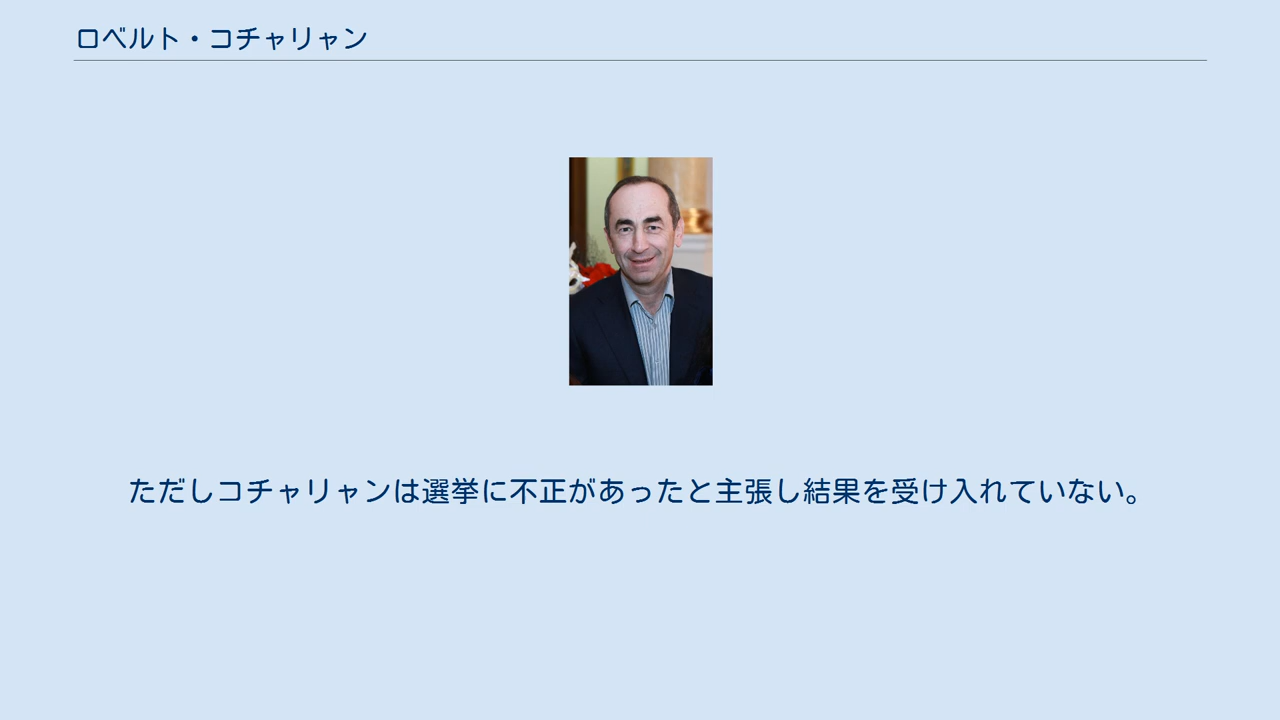 ロベルト・コチャリャン
ただしコチャリャンは選挙に不正があったと主張し結果を受け入れていない。